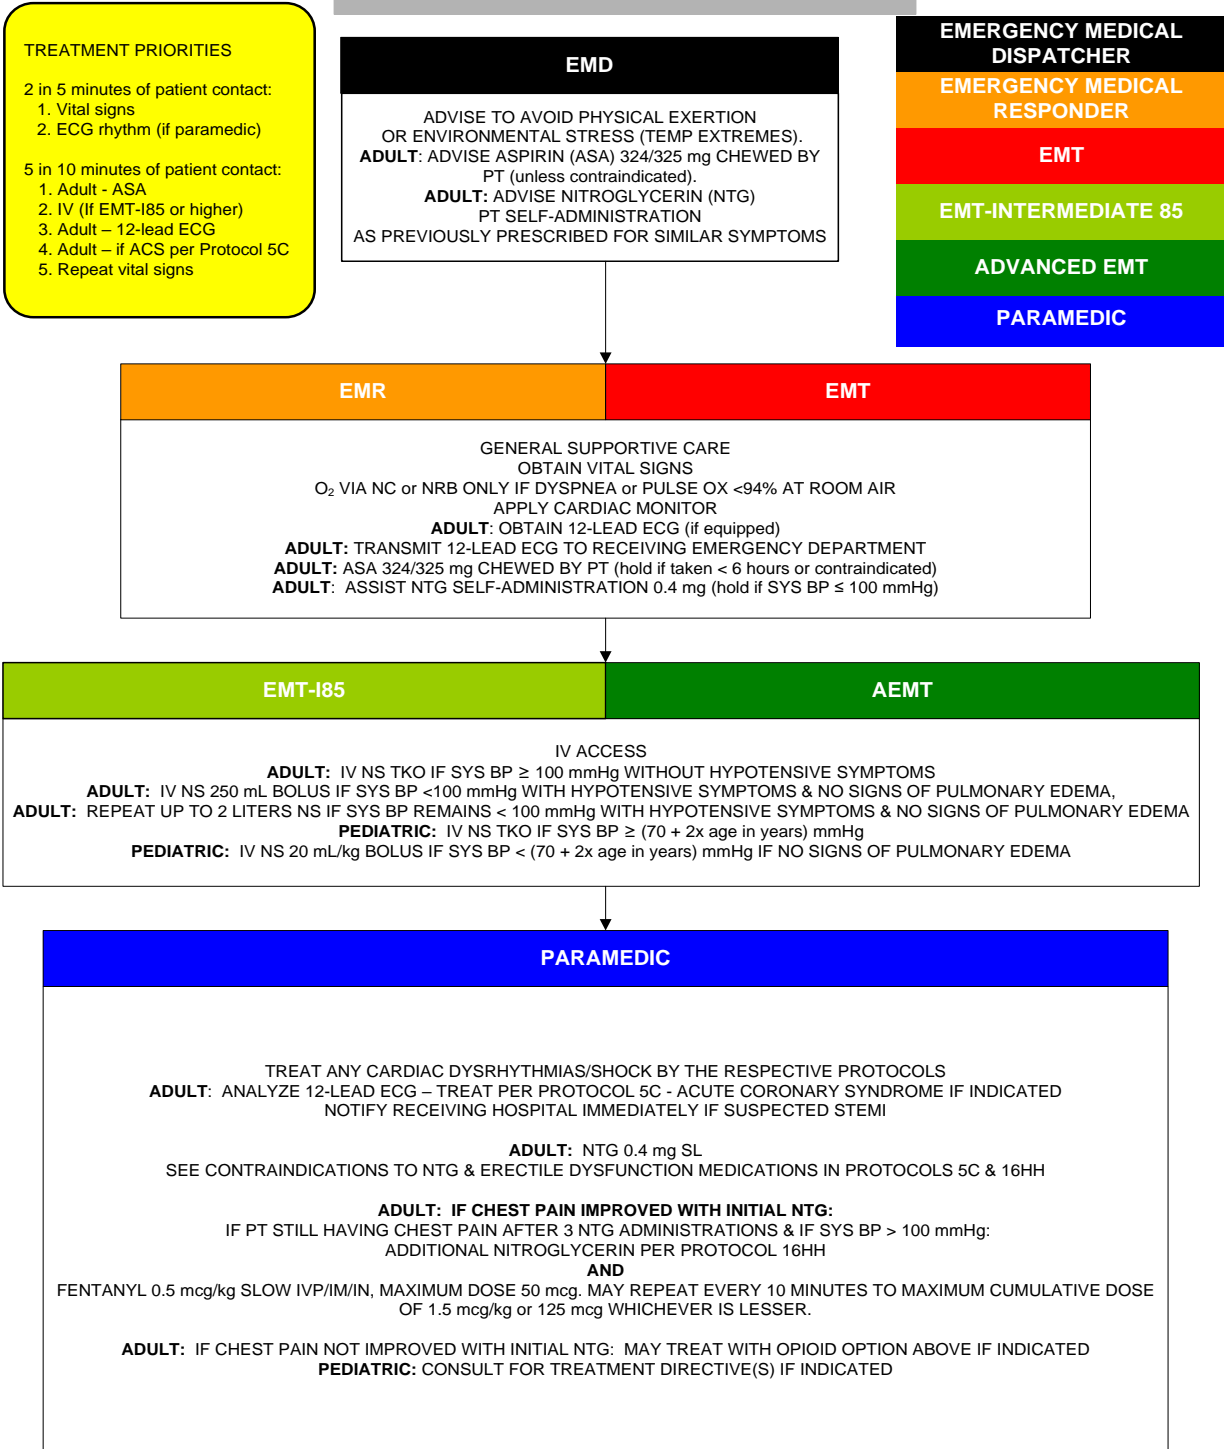 TREATMENT PRIORITIES
2 in 5 minutes of patient contact:
1. Vital signs
2. ECG rhythm (if paramedic)
5 in 10 minutes of patient contact:
1. Adult - ASA
2. IV (If EMT-I85 or higher)
3. Adult – 12-lead ECG
4. Adult – if ACS per Protocol 5C
5. Repeat vital signs
EMD
ADVISE TO AVOID PHYSICAL EXERTION
OR ENVIRONMENTAL STRESS (TEMP EXTREMES).
ADULT: ADVISE ASPIRIN (ASA) 324/325 mg CHEWED BY
PT (unless contraindicated).
ADULT: ADVISE NITROGLYCERIN (NTG)
PT SELF-ADMINISTRATION
AS PREVIOUSLY PRESCRIBED FOR SIMILAR SYMPTOMS
EMERGENCY MEDICAL
DISPATCHER
EMERGENCY MEDICAL
RESPONDER
EMT
EMT-INTERMEDIATE 85
ADVANCED EMT
PARAMEDIC
EMR
EMT
GENERAL SUPPORTIVE CARE
OBTAIN VITAL SIGNS
O₂ VIA NC or NRB ONLY IF DYSPNEA or PULSE OX <94% AT ROOM AIR
APPLY CARDIAC MONITOR
ADULT: OBTAIN 12-LEAD ECG (if equipped)
ADULT: TRANSMIT 12-LEAD ECG TO RECEIVING EMERGENCY DEPARTMENT
ADULT: ASA 324/325 mg CHEWED BY PT (hold if taken < 6 hours or contraindicated)
ADULT: ASSIST NTG SELF-ADMINISTRATION 0.4 mg (hold if SYS BP ≤ 100 mmHg)
EMT-I85
AEMT
IV ACCESS
ADULT: IV NS TKO IF SYS BP ≥ 100 mmHg WITHOUT HYPOTENSIVE SYMPTOMS
ADULT: IV NS 250 mL BOLUS IF SYS BP <100 mmHg WITH HYPOTENSIVE SYMPTOMS & NO SIGNS OF PULMONARY EDEMA,
ADULT: REPEAT UP TO 2 LITERS NS IF SYS BP REMAINS < 100 mmHg WITH HYPOTENSIVE SYMPTOMS & NO SIGNS OF PULMONARY EDEMA
PEDIATRIC: IV NS TKO IF SYS BP ≥ (70 + 2x age in years) mmHg
PEDIATRIC: IV NS 20 mL/kg BOLUS IF SYS BP < (70 + 2x age in years) mmHg IF NO SIGNS OF PULMONARY EDEMA
PARAMEDIC
TREAT ANY CARDIAC DYSRHYTHMIAS/SHOCK BY THE RESPECTIVE PROTOCOLS
ADULT: ANALYZE 12-LEAD ECG – TREAT PER PROTOCOL 5C - ACUTE CORONARY SYNDROME IF INDICATED
NOTIFY RECEIVING HOSPITAL IMMEDIATELY IF SUSPECTED STEMI
ADULT: NTG 0.4 mg SL
SEE CONTRAINDICATIONS TO NTG & ERECTILE DYSFUNCTION MEDICATIONS IN PROTOCOLS 5C & 16HH
ADULT: IF CHEST PAIN IMPROVED WITH INITIAL NTG:
IF PT STILL HAVING CHEST PAIN AFTER 3 NTG ADMINISTRATIONS & IF SYS BP > 100 mmHg:
ADDITIONAL NITROGLYCERIN PER PROTOCOL 16HH
AND
FENTANYL 0.5 mcg/kg SLOW IVP/IM/IN, MAXIMUM DOSE 50 mcg. MAY REPEAT EVERY 10 MINUTES TO MAXIMUM CUMULATIVE DOSE
OF 1.5 mcg/kg or 125 mcg WHICHEVER IS LESSER.
ADULT: IF CHEST PAIN NOT IMPROVED WITH INITIAL NTG: MAY TREAT WITH OPIOID OPTION ABOVE IF INDICATED
PEDIATRIC: CONSULT FOR TREATMENT DIRECTIVE(S) IF INDICATED